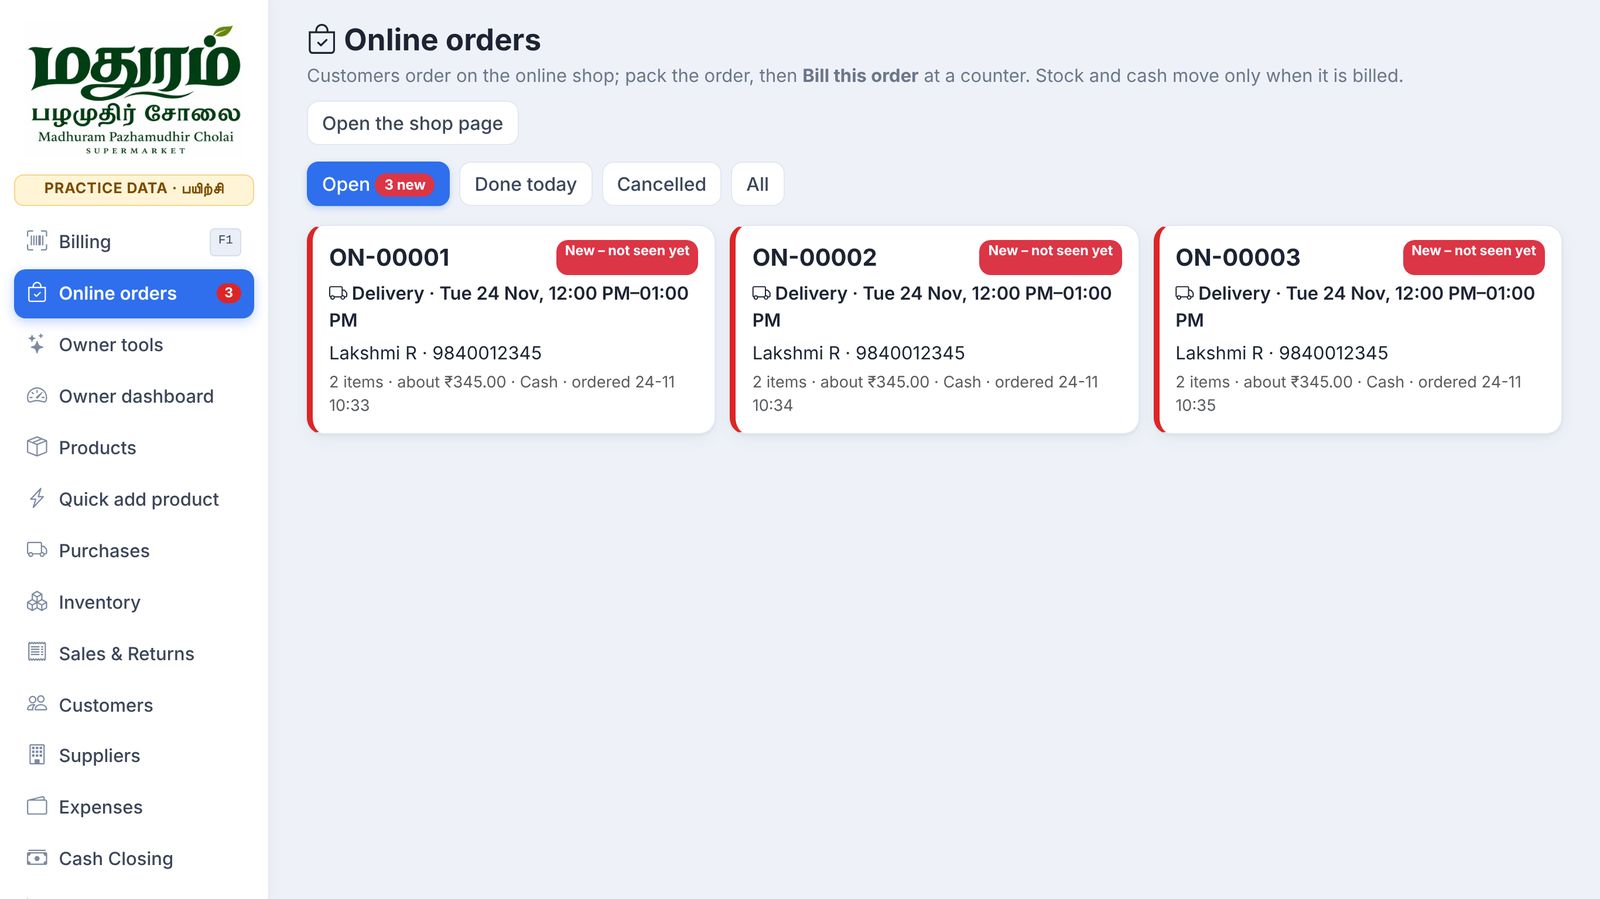 மதுரம்
பழமுதிர் சோலை
Madhuram Pazhamudhir Cholai
SUPERMARKET
PRACTICE DATA · பயிற்சி
Billing F1
Online orders 3
Owner tools
Owner dashboard
Products
Quick add product
Purchases
Inventory
Sales & Returns
Customers
Suppliers
Expenses
Cash Closing
Online orders
Customers order on the online shop; pack the order, then Bill this order at a counter. Stock and cash move only when it is billed.
Open the shop page
Open 3 new Done today Cancelled All
ON-00001 New – not seen yet
Delivery · Tue 24 Nov, 12:00 PM–01:00
PM
Lakshmi R · 9840012345
2 items · about ₹345.00 · Cash · ordered 24-11
10:33
ON-00002 New – not seen yet
Delivery · Tue 24 Nov, 12:00 PM–01:00
PM
Lakshmi R · 9840012345
2 items · about ₹345.00 · Cash · ordered 24-11
10:34
ON-00003 New – not seen yet
Delivery · Tue 24 Nov, 12:00 PM–01:00
PM
Lakshmi R · 9840012345
2 items · about ₹345.00 · Cash · ordered 24-11
10:35